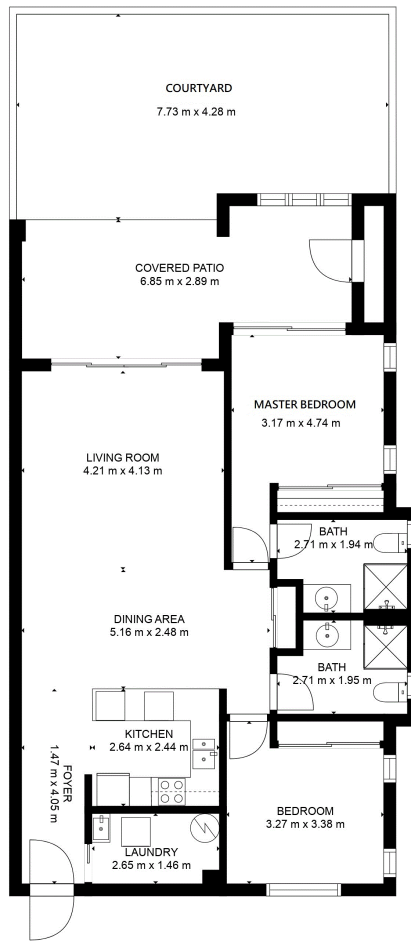 COURTYARD
7.73 m x 4.28 m
COVERED PATIO
6.85 m x 2.89 m
MASTER BEDROOM
3.17 m x 4.74 m
LIVING ROOM
4.21 m x 4.13 m
BATH
2.71 m x 1.94 m
DINING AREA
5.16 m x 2.48 m
BATH
2.71 m x 1.95 m
KITCHEN
2.64 m x 2.44 m
FOYER
1.47 m x 4.05 m
BEDROOM
3.27 m x 3.38 m
LAUNDRY
2.65 m x 1.46 m